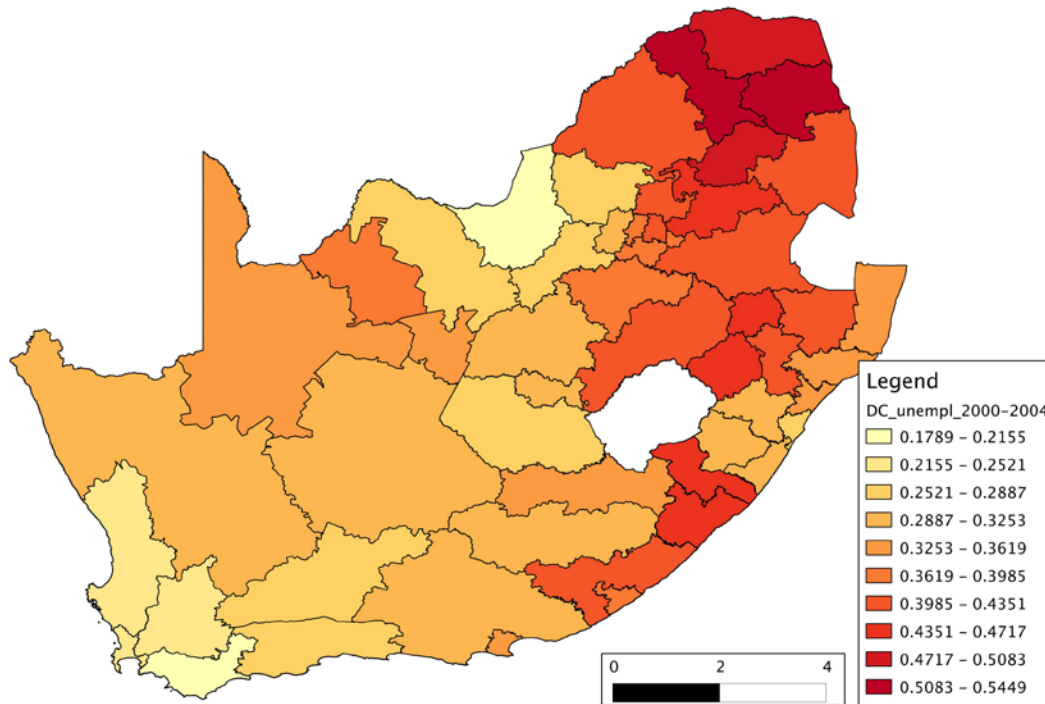 Legend
DC_unempl_2000-2004
0.1789 - 0.2155
0.2155 - 0.2521
0.2521 - 0.2887
0.2887 - 0.3253
0.3253 - 0.3619
0.3619 - 0.3985
0.3985 - 0.4351
0.4351 - 0.4717
0.4717 - 0.5083
0.5083 - 0.5449
0 2 4